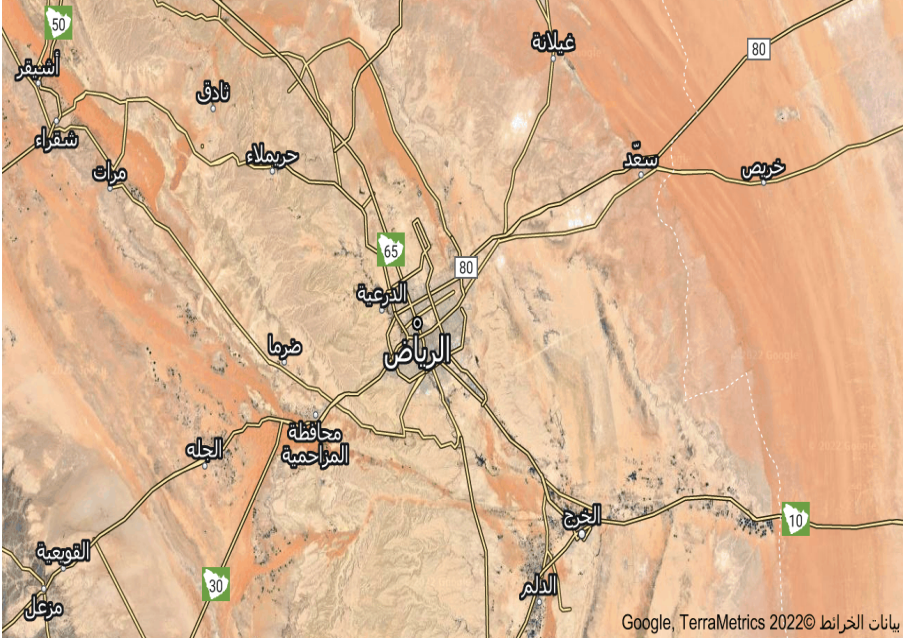 50
أشيقر
ثادق
غيلانة
80
شقراء
حريملاء
سعّد
خريص
مرات
65
80
الدرعية
الرياض
ضرما
محافظة
المزاحمية
الجله
الخرج
10
القويعية
30
الدلم
مزعل
بيانات الخرائط ©2022 Google, TerraMetrics